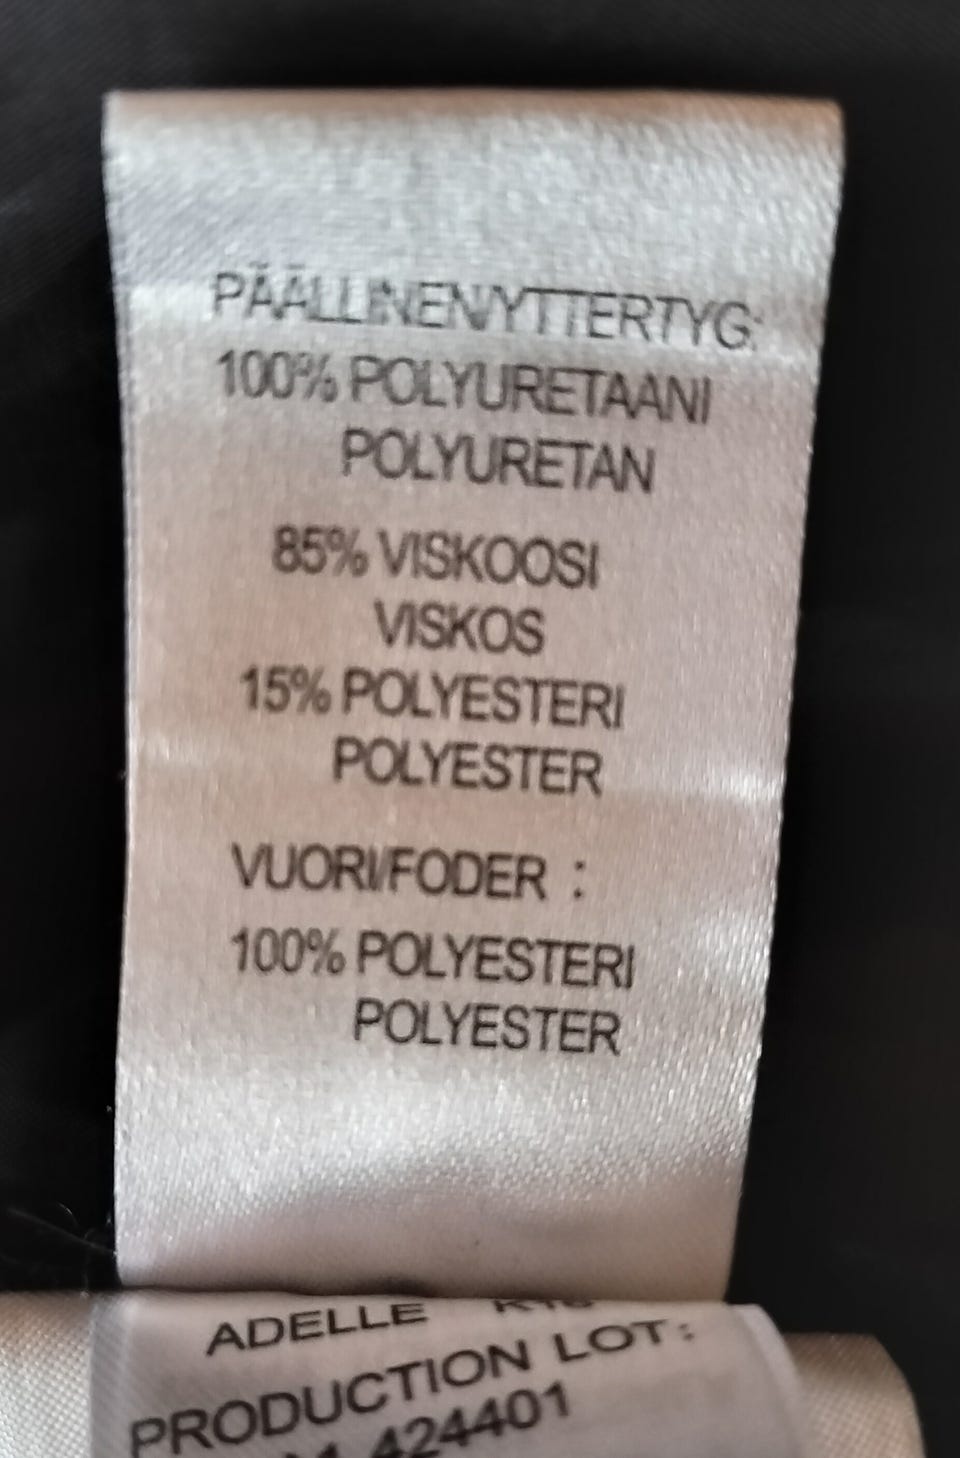 PÄÄLLINEN/YTTERTYG:
100% POLYURETAANI
POLYURETAN
85% VISKOOSI
VISKOS
15% POLYESTERI
POLYESTER
VUORI/FODER :
100% POLYESTERI
POLYESTER
ADELLE
PRODUCTION LOT:
424401